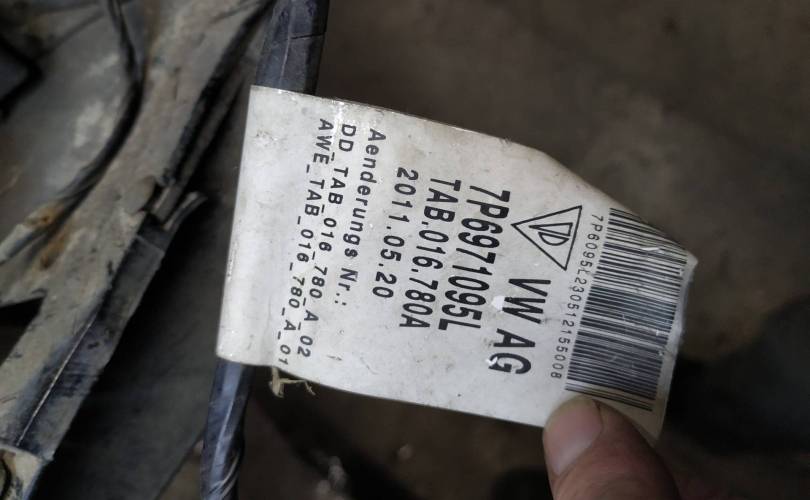 7P6095L230512155008
VW AG
7P6971095L
TAB.016.780A
2011.05.20
Aenderungs Nr.:
DD_TAB_016_780_A_02
AWE_TAB_016_780_A_01